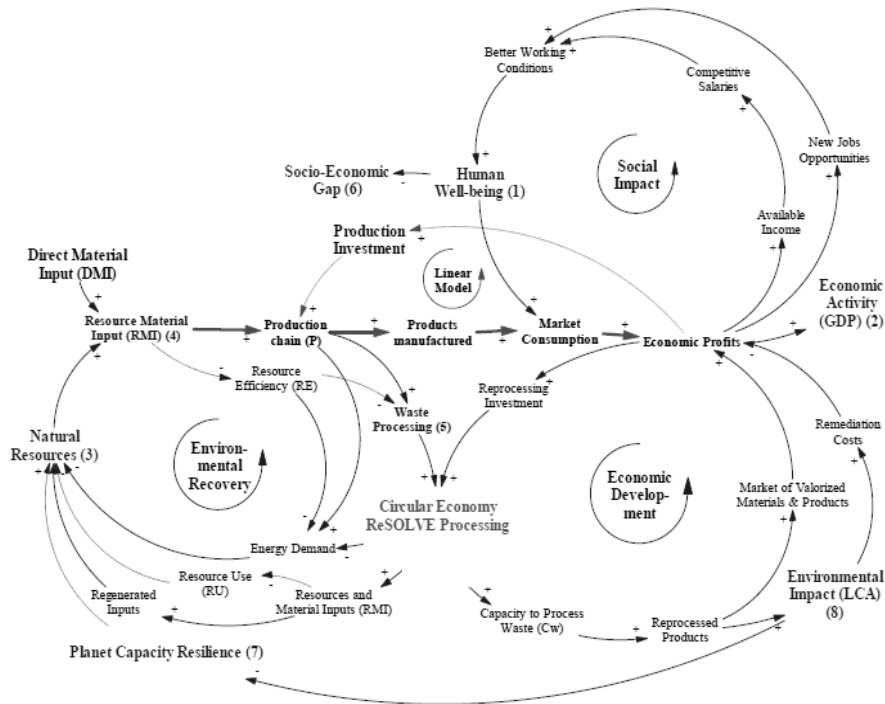 Better Working
Conditions
Competitive
Salaries
New Jobs
Opportunities
Socio-Economic
Gap (6)
Human
Well-being (1)
Social
Impact
Production
Investment
Available
Income
Direct Material
Input (DMI)
Linear
Model
Economic
Activity
(GDP) (2)
Resource Material
Input (RMI) (4)
Production
chain (P)
Products
manufactured
Market
Consumption
Economic Profits
Resource
Efficiency (RE)
Reprocessing
Investment
Waste
Processing (5)
Remediation
Costs
Natural
Resources (3)
Environ-
mental
Recovery
Economic
Develop-
ment
Market of Valorized
Materials & Products
Circular Economy
ReSOLVE Processing
Energy Demand
Resource Use
(RU)
Regenerated
Inputs
Resources and
Material Inputs (RMI)
Capacity to Process
Waste (Cw)
Reprocessed
Products
Environmental
Impact (LCA)
(8)
Planet Capacity Resilience (7)